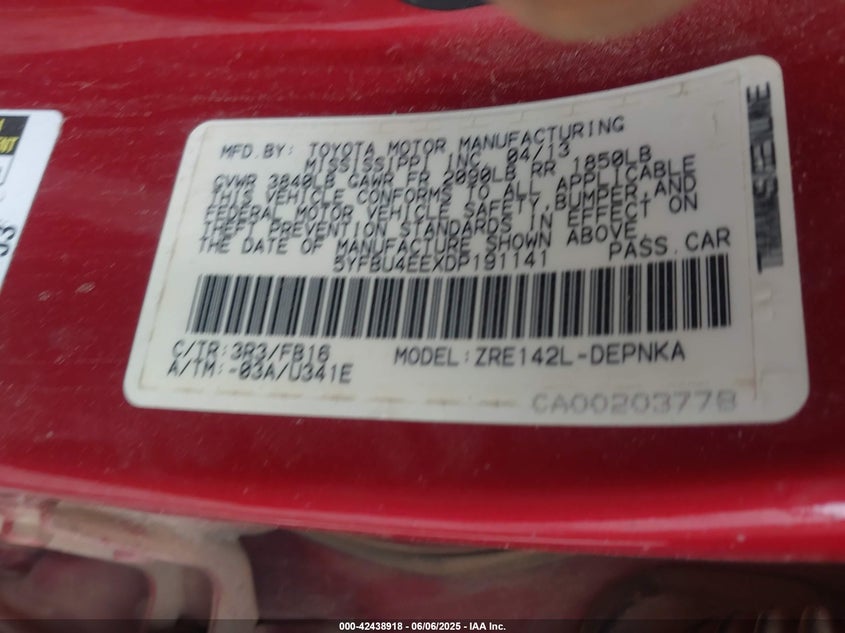 MFD.BY: TOYOTA MOTOR MANUFACTURING
MISSISSIPPI INC. 04/13
GVWR 3840LB GAWR FR 2090LB RR 1850LB
THIS VEHICLE CONFORMS TO ALL APPLICABLE
FEDERAL MOTOR VEHICLE SAFETY,BUMPER,AND
THEFT PREVENTION STANDARDS IN EFFECT ON
THE DATE OF MANUFACTURE SHOWN ABOVE.
5YFBU4EEXDP191141 PASS.CAR
C/TR:3R3/FB16 MODEL:ZRE142L-DEPNKA
A/TM:-03A/U341E
CA00203778
000-42438918 - 06/06/2025 - IAA Inc.